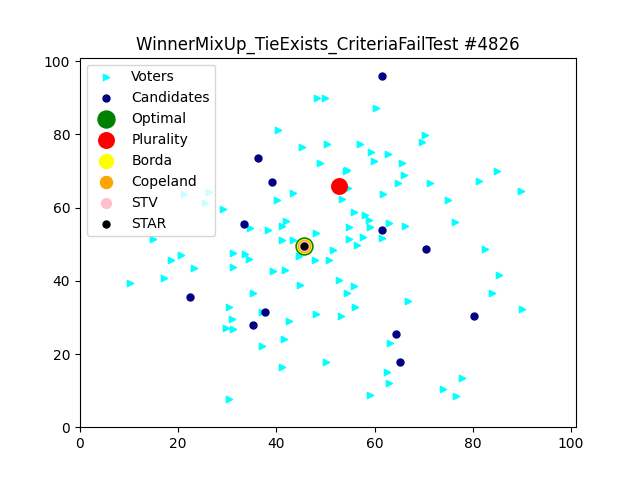 WinnerMixUp_TieExists_CriteriaFailTest #4826
100
80
60
40
20
0
Voters
Candidates
Optimal
Plurality
Borda
Copeland
STV
STAR
0 20 40 60 80 100